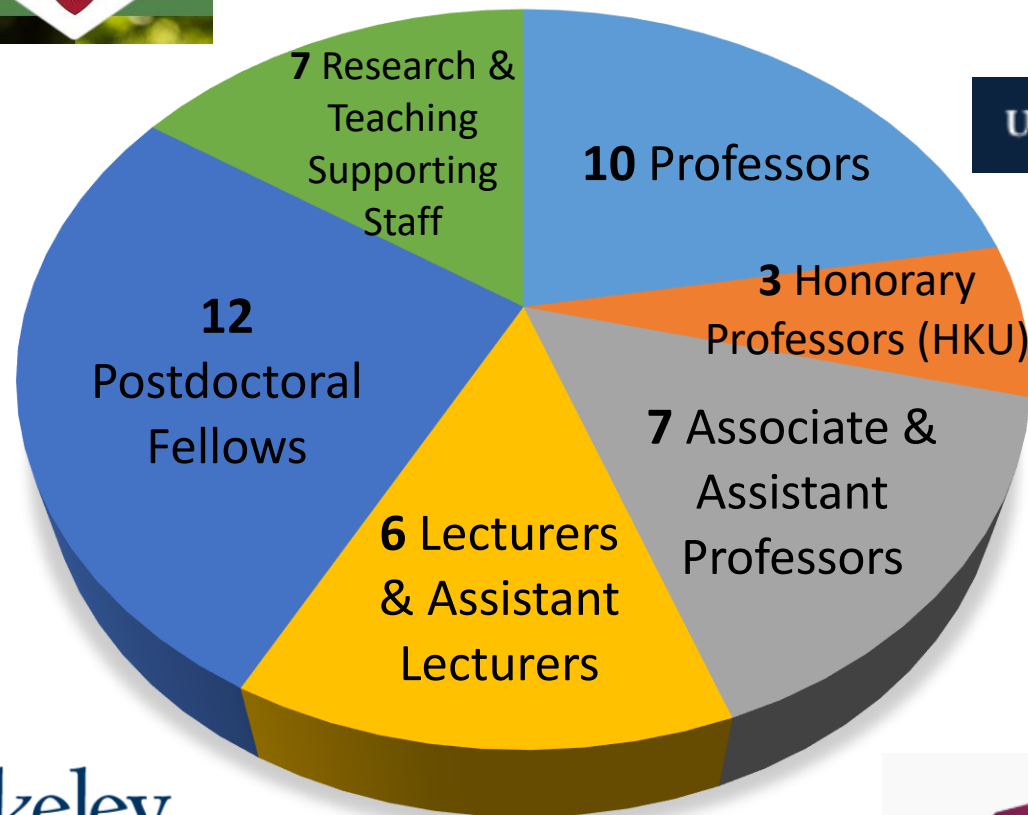 7 Research &
Teaching
Supporting
Staff
10 Professors
U
3 Honorary
Professors (HKU)
12
Postdoctoral
Fellows
7 Associate &
Assistant
Professors
6 Lecturers
& Assistant
Lecturers
keley